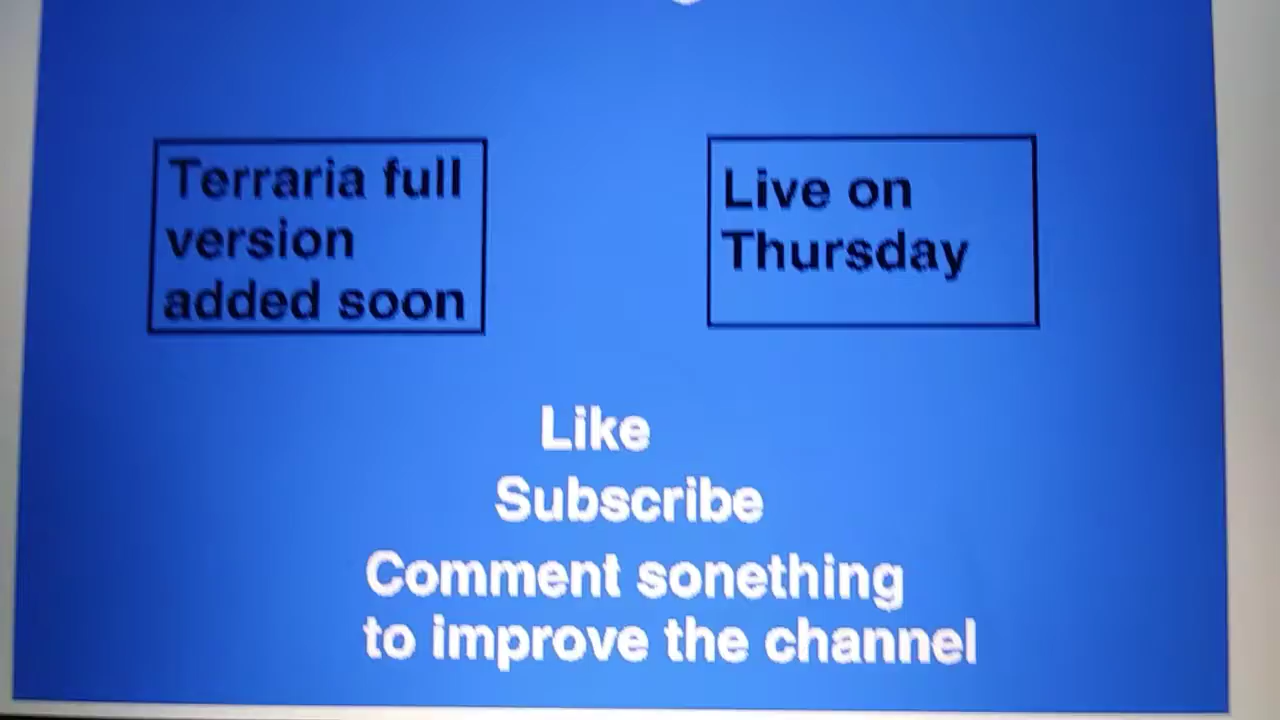 Terraria full
version
added soon
Live on
Thursday
Like
Subscribe
Comment sonething
to improve the channel